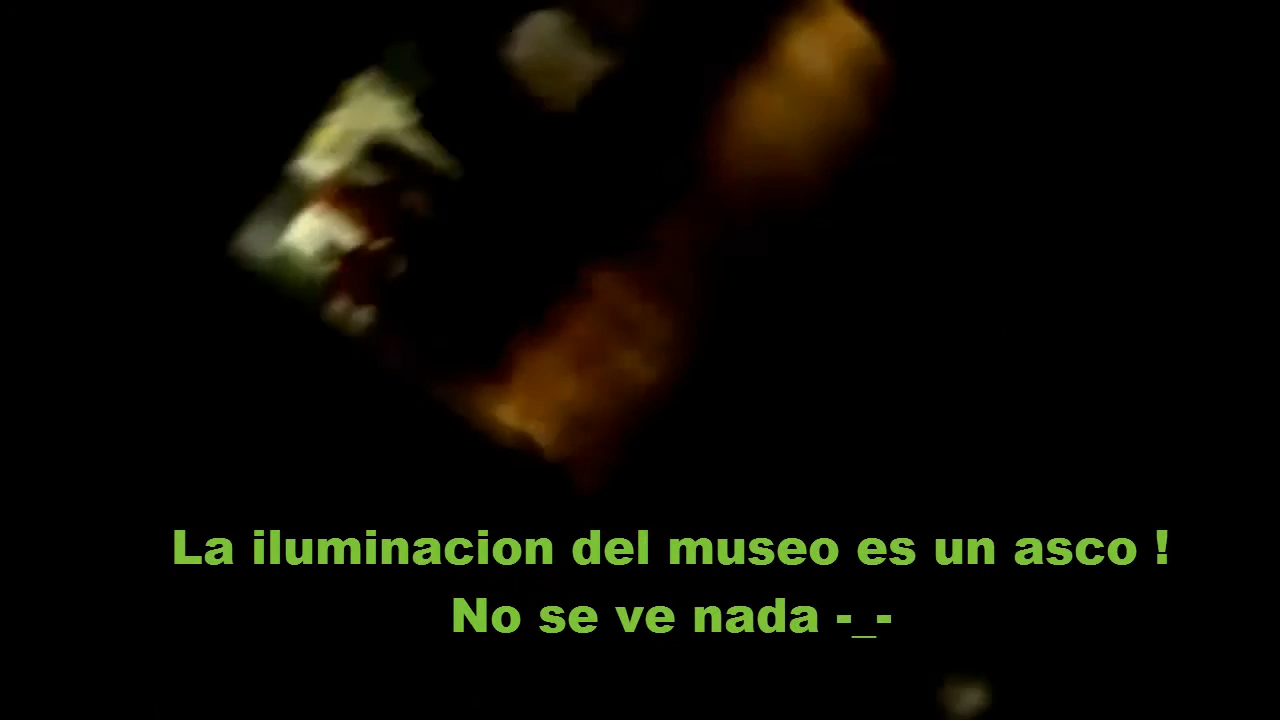 La iluminacion del museo es un asco !
No se ve nada -_-